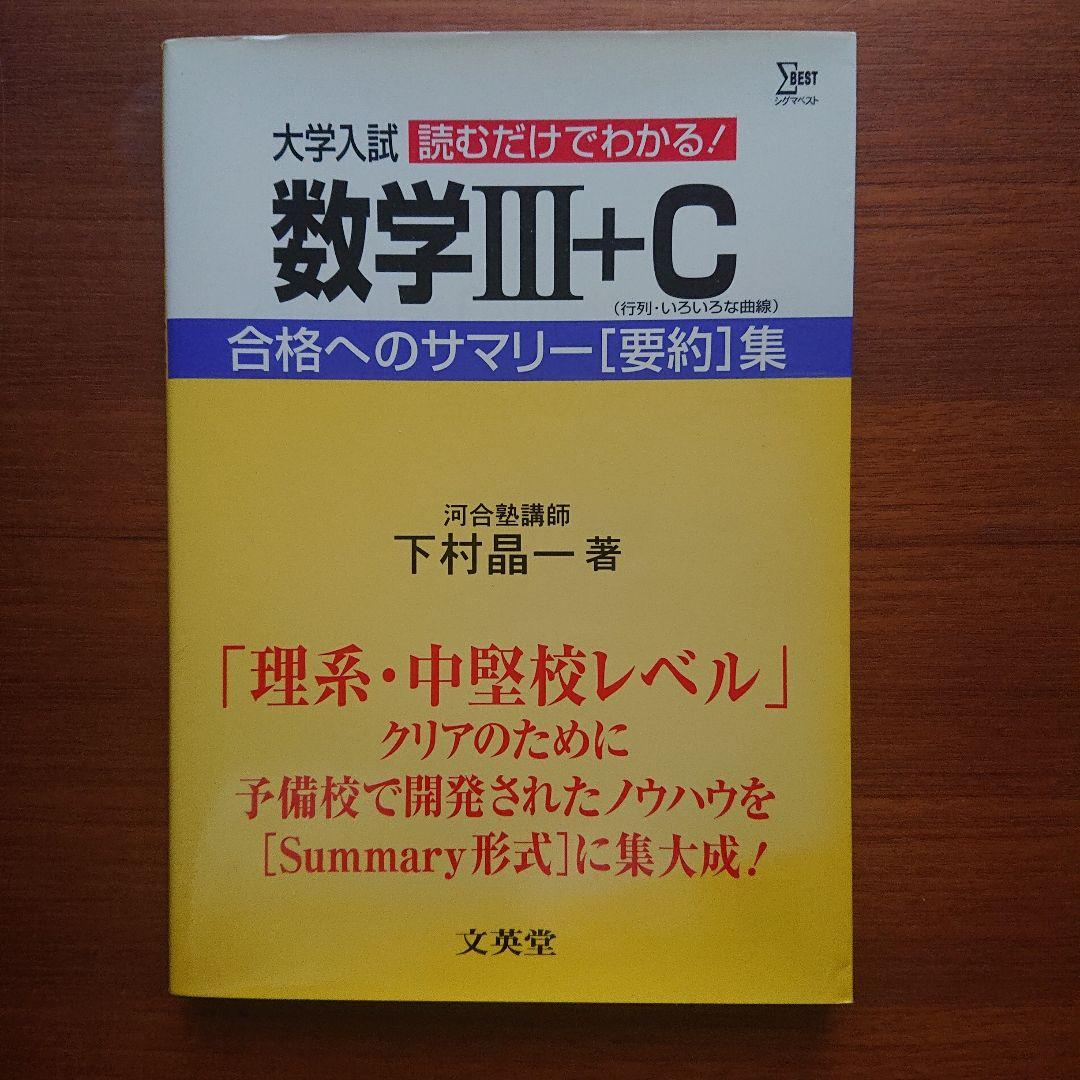 ΣBEST
シグマベスト
大学入試 読むだけでわかる!
数学III+C
(行列・いろいろな曲線)
合格へのサマリー[要約]集
河合塾講師
下村晶一 著
「理系・中堅校レベル」
クリアのために
予備校で開発されたノウハウを
[Summary形式]に集大成!
文英堂